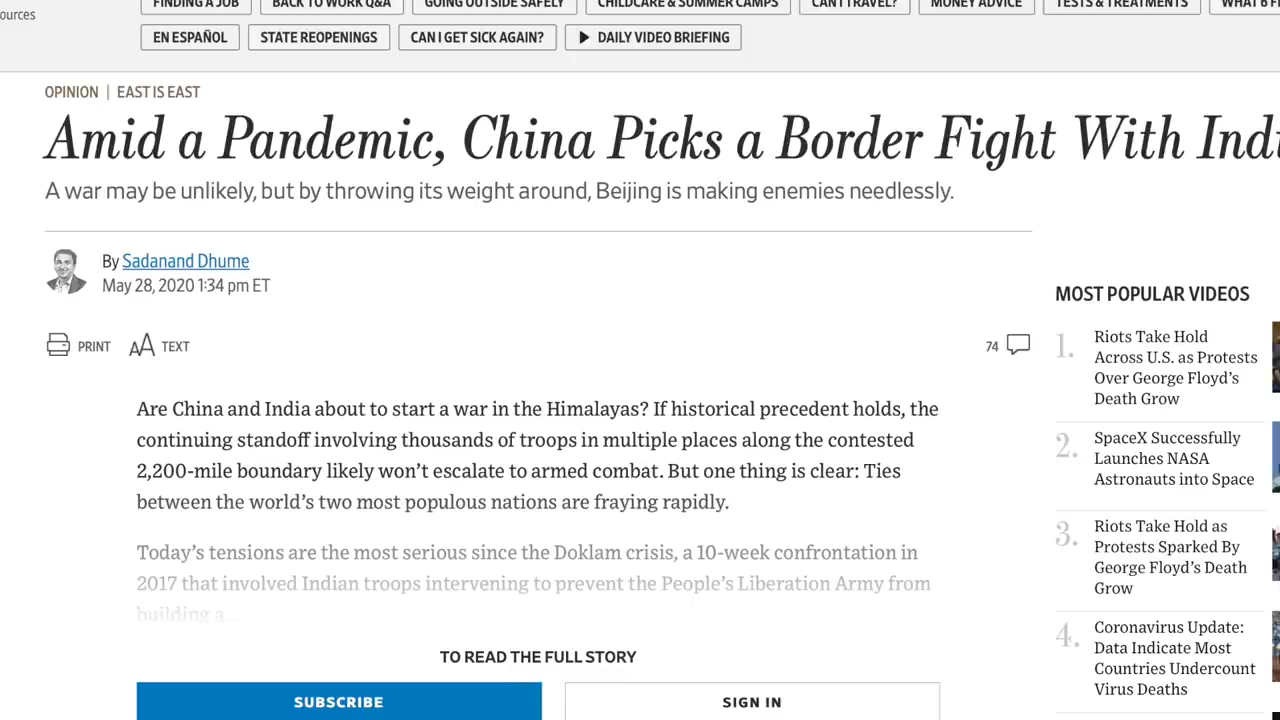 FINDING A JOB BACK TO WORK Q&A GOING OUTSIDE SAFELY CHILDCARE & SUMMER CAMPS CAN'T TRAVEL? MONEY ADVICE TESTS & TREATMENTS
ources
EN ESPAÑOL STATE REOPENINGS CAN I GET SICK AGAIN? DAILY VIDEO BRIEFING
OPINION | EAST IS EAST
Amid a Pandemic, China Picks a Border Fight With Indi
A war may be unlikely, but by throwing its weight around, Beijing is making enemies needlessly.
By Sadanand Dhume
May 28, 2020 1:34 pm ET
PRINT AA TEXT
74
Are China and India about to start a war in the Himalayas? If historical precedent holds, the
continuing standoff involving thousands of troops in multiple places along the contested
2,200-mile boundary likely won't escalate to armed combat. But one thing is clear: Ties
between the world's two most populous nations are fraying rapidly.
Today's tensions are the most serious since the Doklam crisis, a 10-week confrontation in
2017 that involved Indian troops intervening to prevent the People's Liberation Army from
building a...
TO READ THE FULL STORY
SUBSCRIBE SIGN IN
MOST POPULAR VIDEOS
1. Riots Take Hold
Across U.S. as Protests
Over George Floyd's
Death Grow
2. SpaceX Successfully
Launches NASA
Astronauts into Space
3. Riots Take Hold as
Protests Sparked By
George Floyd's Death
Grow
4. Coronavirus Update:
Data Indicate Most
Countries Undercount
Virus Deaths